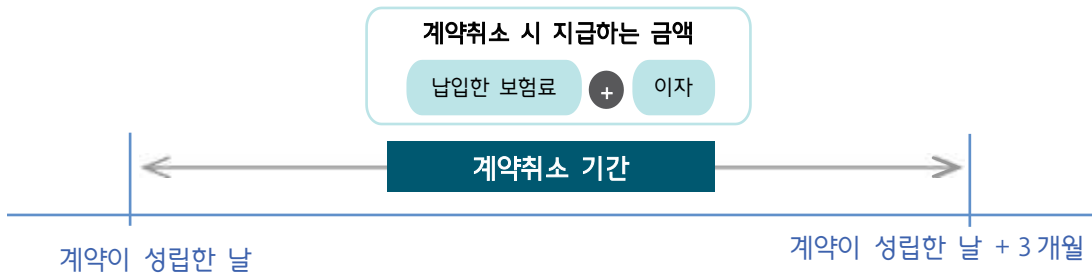 계약취소 시 지급하는 금액
납입한 보험료 + 이자
계약취소 기간
계약이 성립한 날
계약이 성립한 날 + 3개월